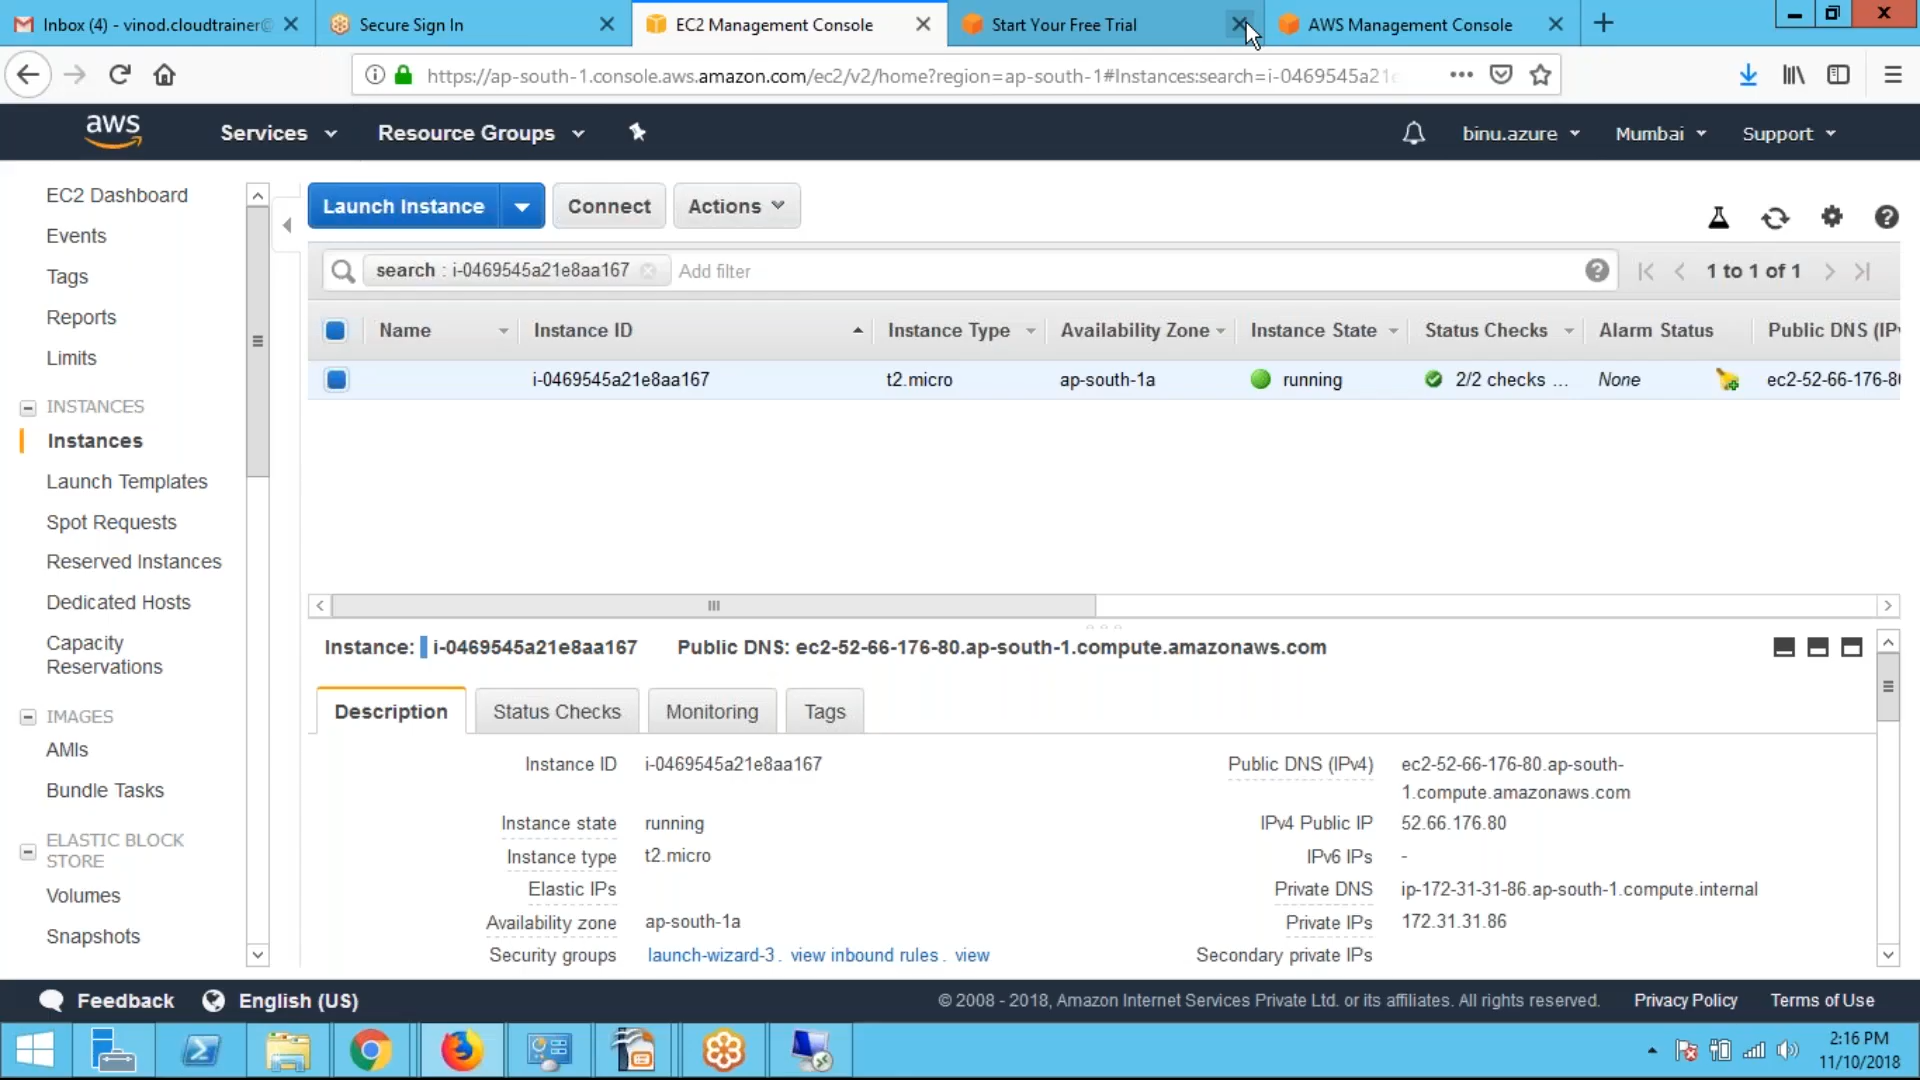 Inbox (4) - vinod.cloudtrainer@
Secure Sign In
EC2 Management Console
Start Your Free Trial
AWS Management Console
https://ap-south-1.console.aws.amazon.com/ec2/v2/home?region=ap-south-1#Instances:search=i-0469545a21e
aws
Services
Resource Groups
binu.azure
Mumbai
Support
EC2 Dashboard
Events
Tags
Reports
Limits
INSTANCES
Instances
Launch Templates
Spot Requests
Reserved Instances
Dedicated Hosts
Capacity
Reservations
IMAGES
AMIs
Bundle Tasks
ELASTIC BLOCK
STORE
Volumes
Snapshots
Launch Instance
Connect
Actions
search : i-0469545a21e8aa167
Add filter
1 to 1 of 1
Name
Instance ID
Instance Type
Availability Zone
Instance State
Status Checks
Alarm Status
Public DNS (IPv
i-0469545a21e8aa167
t2.micro
ap-south-1a
running
2/2 checks ...
None
ec2-52-66-176-8
Instance: i-0469545a21e8aa167
Public DNS: ec2-52-66-176-80.ap-south-1.compute.amazonaws.com
Description
Status Checks
Monitoring
Tags
Instance ID i-0469545a21e8aa167
Instance state running
Instance type t2.micro
Elastic IPs
Availability zone ap-south-1a
Security groups launch-wizard-3. view inbound rules. view
Public DNS (IPv4) ec2-52-66-176-80.ap-south-
1.compute.amazonaws.com
IPv4 Public IP 52.66.176.80
IPv6 IPs -
Private DNS ip-172-31-31-86.ap-south-1.compute.internal
Private IPs 172.31.31.86
Secondary private IPs
Feedback
English (US)
© 2008 - 2018, Amazon Internet Services Private Ltd. or its affiliates. All rights reserved.
Privacy Policy
Terms of Use
2:16 PM
11/10/2018